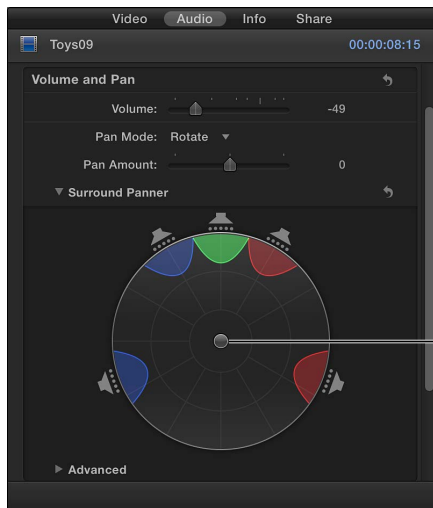 Video Audio Info Share
Toys09 00:00:08:15
Volume and Pan
Volume: -49
Pan Mode: Rotate
Pan Amount: 0
Surround Panner
Advanced